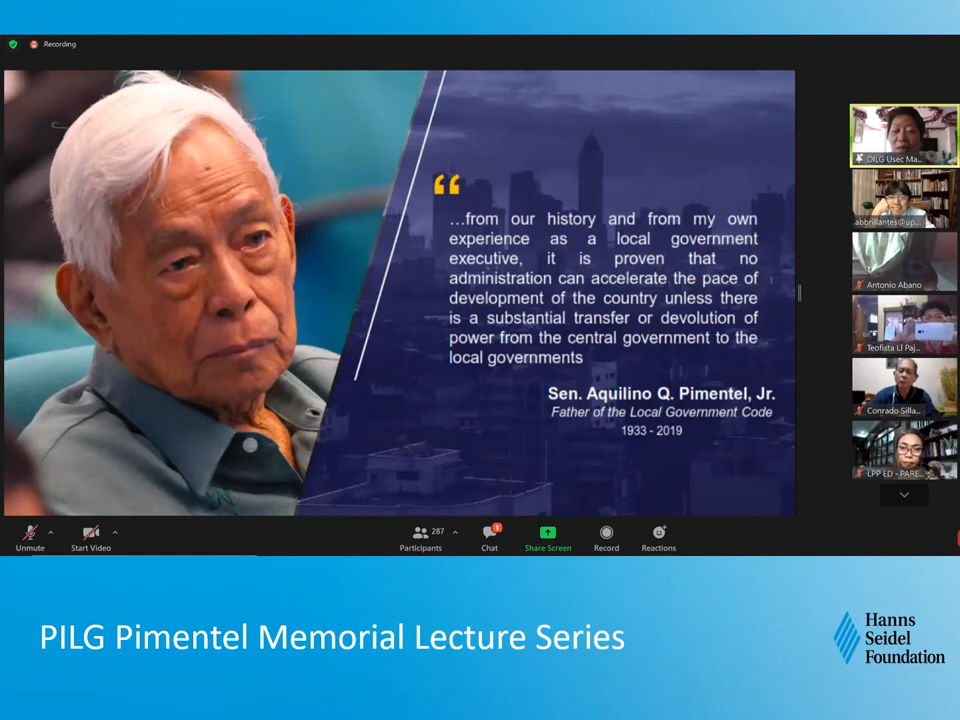 Recording
“
…from our history and from my own
experience as a local government
executive, it is proven that no
administration can accelerate the pace of
development of the country unless there
is a substantial transfer or devolution of
power from the central government to the
local governments
Sen. Aquilino Q. Pimentel, Jr.
Father of the Local Government Code
1933 - 2019
DILG Usec Ma...
abbrillantes@up...
Antonio Abano
Teofista Ll Paj...
Conrado Silla...
LPP ED - PARE...
Unmute
Start Video
287
Participants
1
Chat
Share Screen
Record
Reactions
PILG Pimentel Memorial Lecture Series
Hanns
Seidel
Foundation